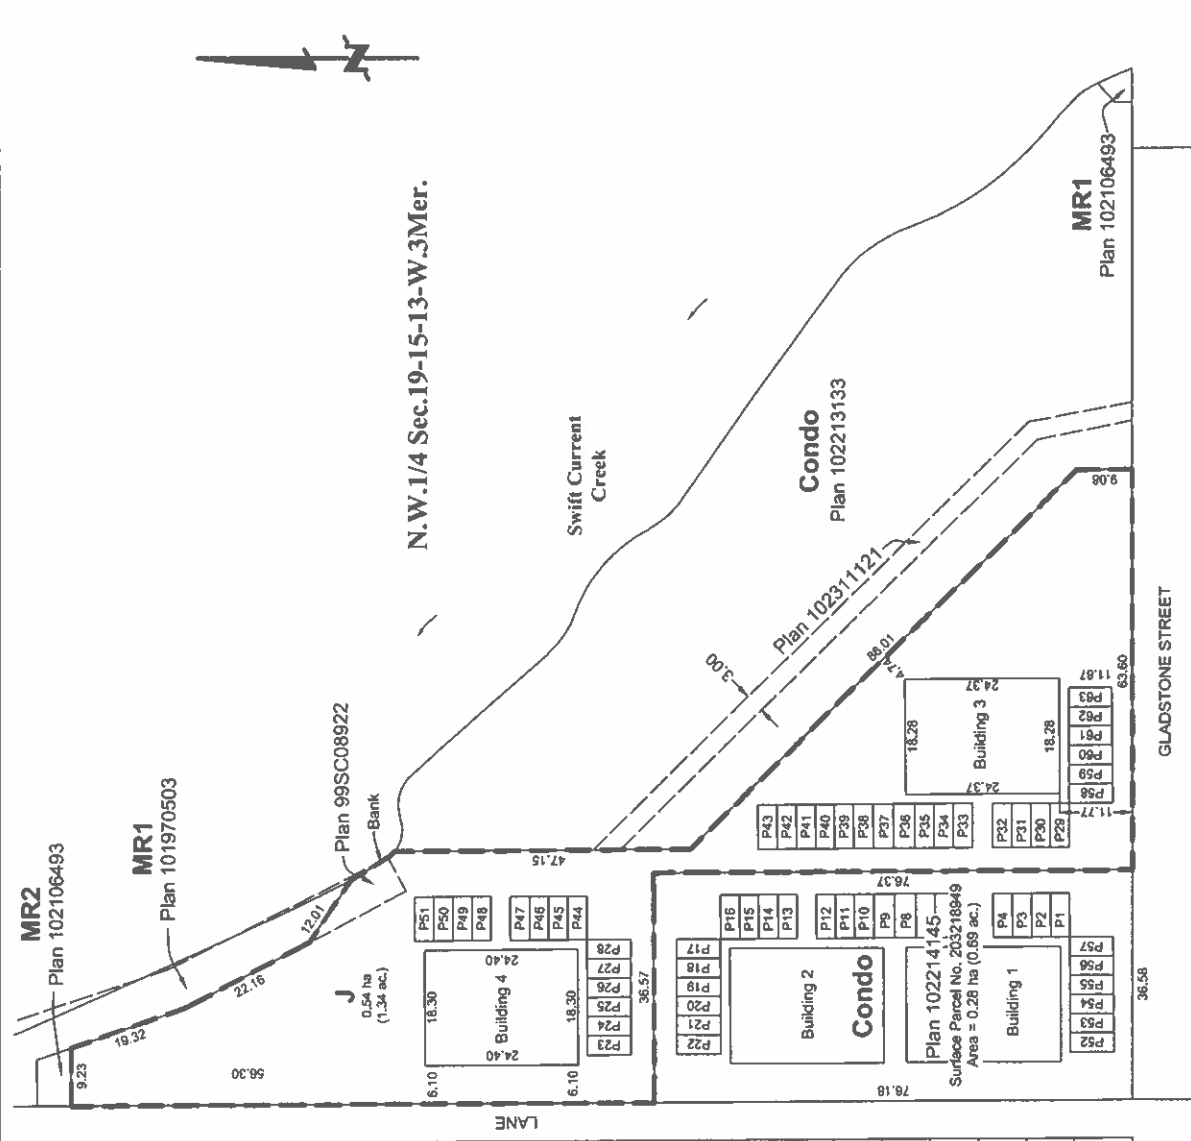 N
N.W.1/4 Sec.19-15-13-W.3Mer.
Swift Current
Creek
MR2
Plan 102106493
MR1
Plan 101970503
Plan 99SC08922
Bank
MR1
Plan 102106493
Condo
Plan 102213133
Plan 102311121
3.00
86.01
4.74
9.08
63.60
11.87
11.77
47.15
12.01
22.16
19.32
9.23
56.30
J
0.54 ha
(1.34 ac.)
P51
P50
P49
P48
P47
P46
P45
P44
18.30
24.40
Building 4
24.40
18.30
6.10
6.10
P28
P27
P26
P25
P24
P23
36.57
LANE
P17
P18
P19
P20
P21
P22
P16
P15
P14
P13
P12
P11
P10
P9
P8
P4
P3
P2
P1
76.37
Building 2
Condo
Plan 102214145
Surface Parcel No. 203218949
Area = 0.28 ha (0.69 ac.)
Building 1
P57
P56
P55
P54
P53
P52
76.18
36.58
P43
P42
P41
P40
P39
P38
P37
P36
P35
P34
P33
P32
P31
P30
P29
18.28
24.37
Building 3
24.37
18.28
P63
P62
P61
P60
P59
P58
GLADSTONE STREET